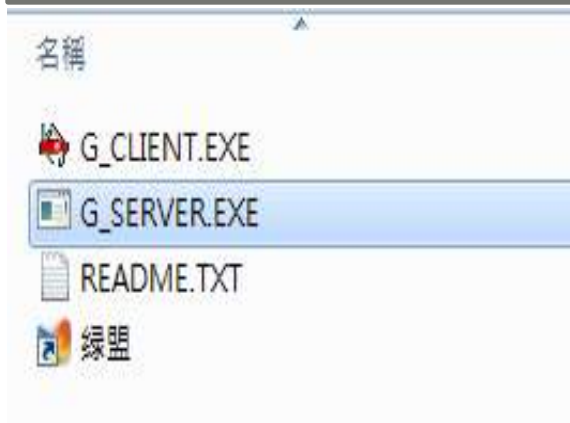 名稱
G_CLIENT.EXE
G_SERVER.EXE
README.TXT
绿盟